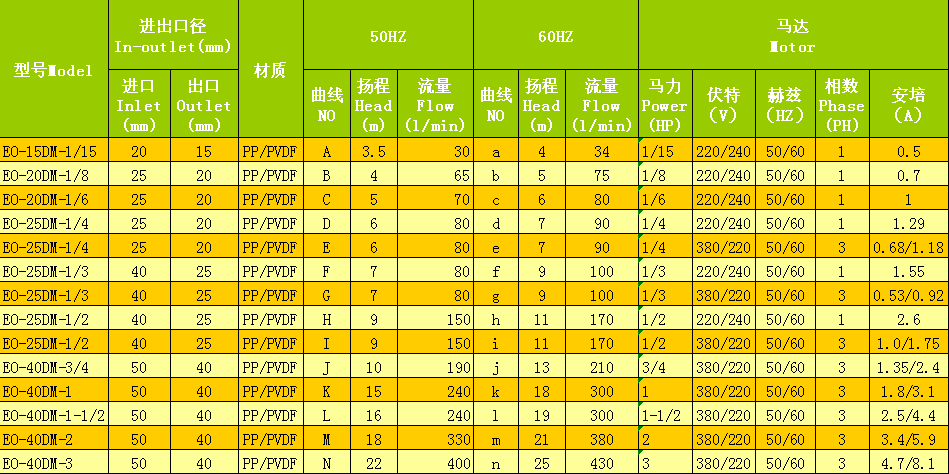 型号Model 进出口径 In-outlet(mm) 材质 50HZ 60HZ 马达 Motor
进口 Inlet (mm) 出口 Outlet (mm) 曲线 NO 扬程 Head (m) 流量 Flow (l/min) 曲线 NO 扬程 Head (m) 流量 Flow (l/min) 马力 Power (HP) 伏特 (V) 赫兹 (HZ) 相数 Phase (PH) 安培 (A)
EO-15DM-1/15 20 15 PP/PVDF A 3.5 30 a 4 34 1/15 220/240 50/60 1 0.5
EO-20DM-1/8 25 20 PP/PVDF B 4 65 b 5 75 1/8 220/240 50/60 1 0.7
EO-20DM-1/6 25 20 PP/PVDF C 5 70 c 6 80 1/6 220/240 50/60 1 1
EO-25DM-1/4 25 20 PP/PVDF D 6 80 d 7 90 1/4 220/240 50/60 1 1.29
EO-25DM-1/4 25 20 PP/PVDF E 6 80 e 7 90 1/4 380/220 50/60 3 0.68/1.18
EO-25DM-1/3 40 25 PP/PVDF F 7 80 f 9 100 1/3 220/240 50/60 1 1.55
EO-25DM-1/3 40 25 PP/PVDF G 7 80 g 9 100 1/3 380/220 50/60 3 0.53/0.92
EO-25DM-1/2 40 25 PP/PVDF H 9 150 h 11 170 1/2 220/240 50/60 1 2.6
EO-25DM-1/2 40 25 PP/PVDF I 9 150 i 11 170 1/2 380/220 50/60 3 1.0/1.75
EO-40DM-3/4 50 40 PP/PVDF J 10 190 j 13 210 3/4 380/220 50/60 3 1.35/2.4
EO-40DM-1 50 40 PP/PVDF K 15 240 k 18 300 1 380/220 50/60 3 1.8/3.1
EO-40DM-1-1/2 50 40 PP/PVDF L 16 240 l 19 300 1-1/2 380/220 50/60 3 2.5/4.4
EO-40DM-2 50 40 PP/PVDF M 18 330 m 21 380 2 380/220 50/60 3 3.4/5.9
EO-40DM-3 50 40 PP/PVDF N 22 400 n 25 430 3 380/220 50/60 3 4.7/8.1